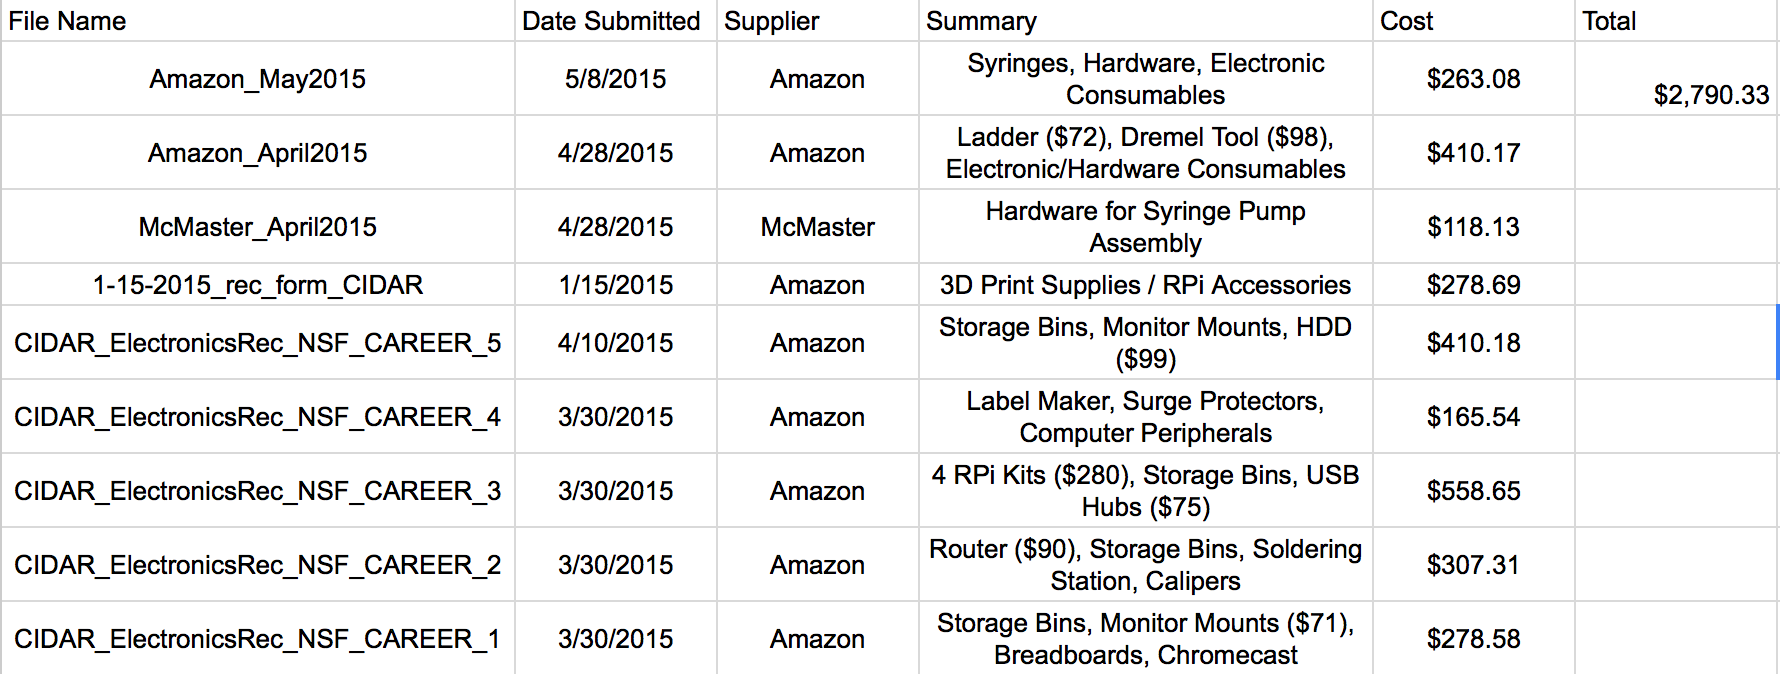 File Name Date Submitted Supplier Summary Cost Total
Amazon_May2015 5/8/2015 Amazon Syringes, Hardware, Electronic Consumables $263.08 $2,790.33
Amazon_April2015 4/28/2015 Amazon Ladder ($72), Dremel Tool ($98), Electronic/Hardware Consumables $410.17
McMaster_April2015 4/28/2015 McMaster Hardware for Syringe Pump Assembly $118.13
1-15-2015_rec_form_CIDAR 1/15/2015 Amazon 3D Print Supplies / RPi Accessories $278.69
CIDAR_ElectronicsRec_NSF_CAREER_5 4/10/2015 Amazon Storage Bins, Monitor Mounts, HDD ($99) $410.18
CIDAR_ElectronicsRec_NSF_CAREER_4 3/30/2015 Amazon Label Maker, Surge Protectors, Computer Peripherals $165.54
CIDAR_ElectronicsRec_NSF_CAREER_3 3/30/2015 Amazon 4 RPi Kits ($280), Storage Bins, USB Hubs ($75) $558.65
CIDAR_ElectronicsRec_NSF_CAREER_2 3/30/2015 Amazon Router ($90), Storage Bins, Soldering Station, Calipers $307.31
CIDAR_ElectronicsRec_NSF_CAREER_1 3/30/2015 Amazon Storage Bins, Monitor Mounts ($71), Breadboards, Chromecast $278.58